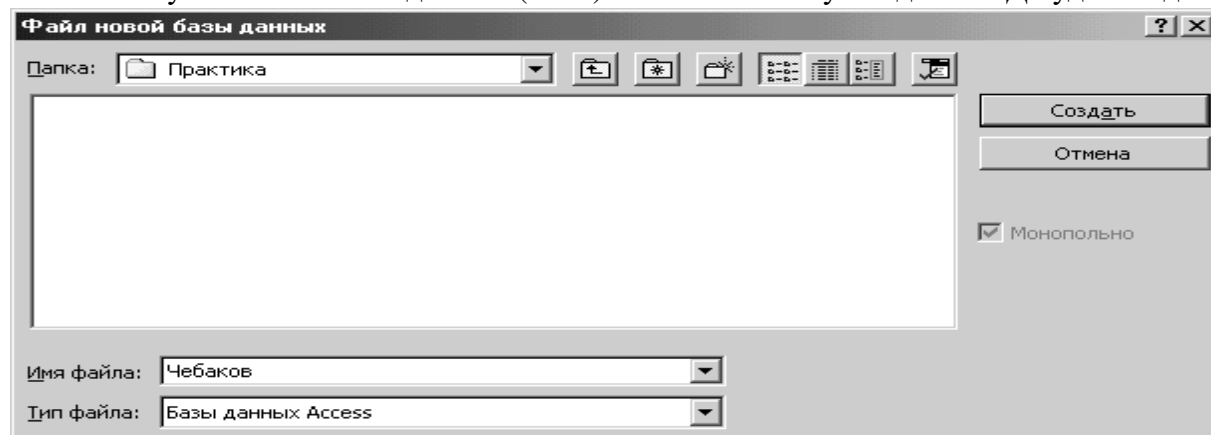 Файл новой базы данных
Папка: Практика
Создать
Отмена
Монопольно
Имя файла: Чебаков
Тип файла: Базы данных Access